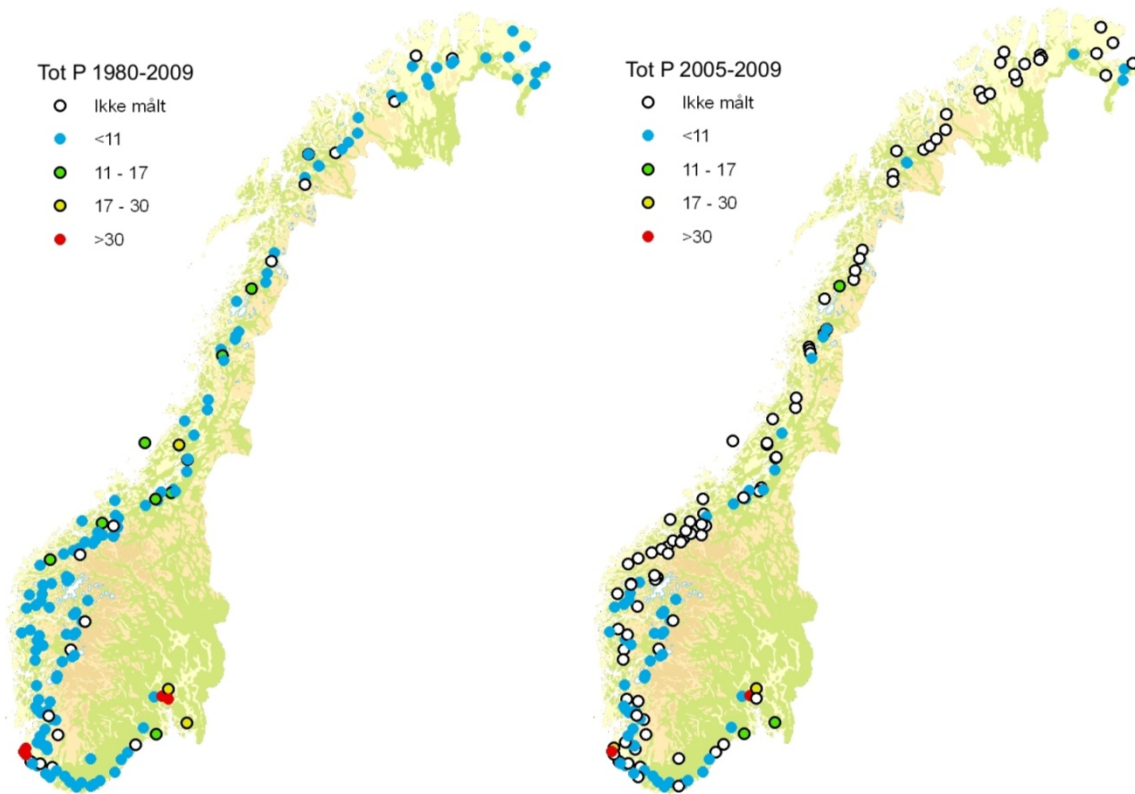 Tot P 1980-2009
Ikke målt
<11
11 - 17
17 - 30
>30
Tot P 2005-2009
Ikke målt
<11
11 - 17
17 - 30
>30